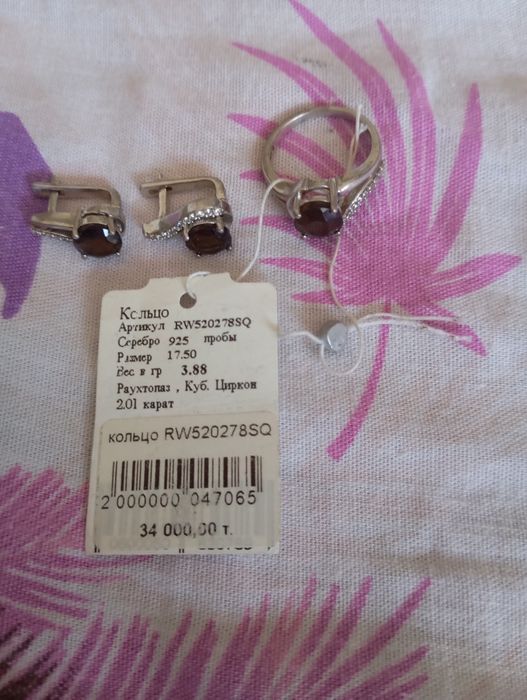 Кольцо
Артикул RW520278SQ
Серебро 925 пробы
Размер 17.50
Вес в гр 3.88
Раухтопаз , Куб. Циркон
2.01 карат
кольцо RW520278SQ
2 000000 047065
34 000,00 т.